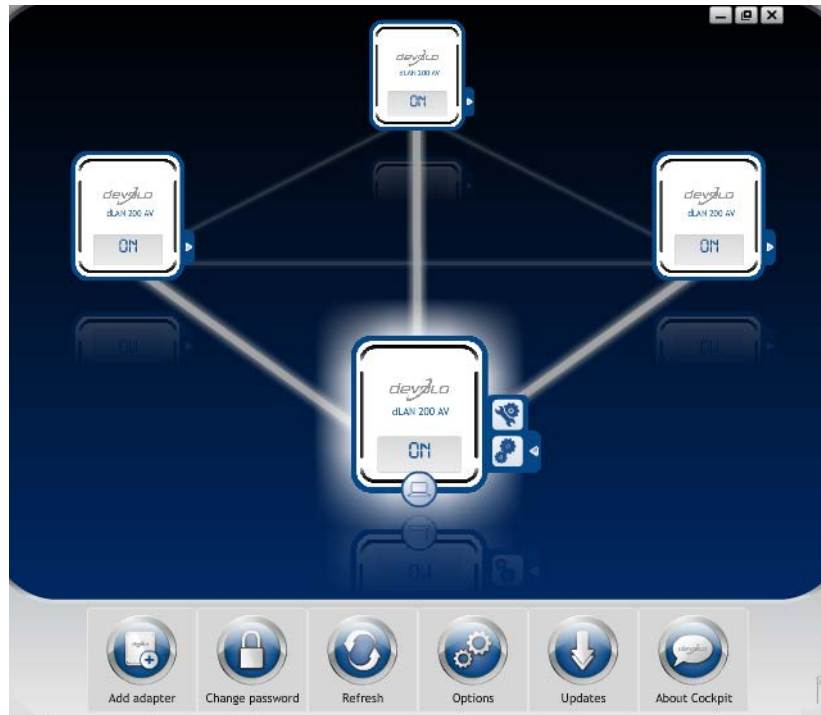 devolo
dLAN 200 AV
ON
devolo
dLAN 200 AV
ON
devolo
dLAN 200 AV
ON
devolo
dLAN 200 AV
ON
Add adapter
Change password
Refresh
Options
Updates
About Cockpit